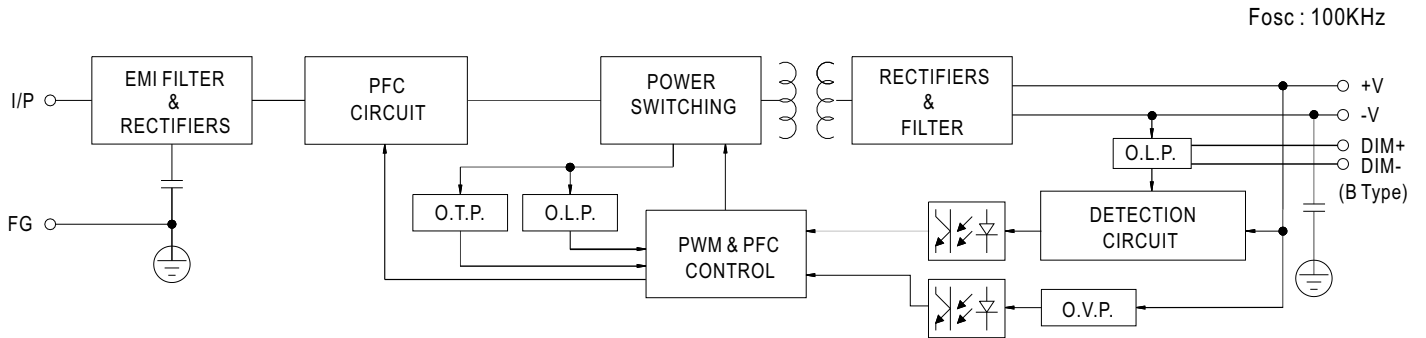 Fosc : 100KHz
I/P
EMI FILTER
&
RECTIFIERS
PFC
CIRCUIT
POWER
SWITCHING
RECTIFIERS
&
FILTER
+V
-V
DIM+
DIM-
(B Type)
O.L.P.
FG
O.T.P.
O.L.P.
PWM & PFC
CONTROL
DETECTION
CIRCUIT
O.V.P.